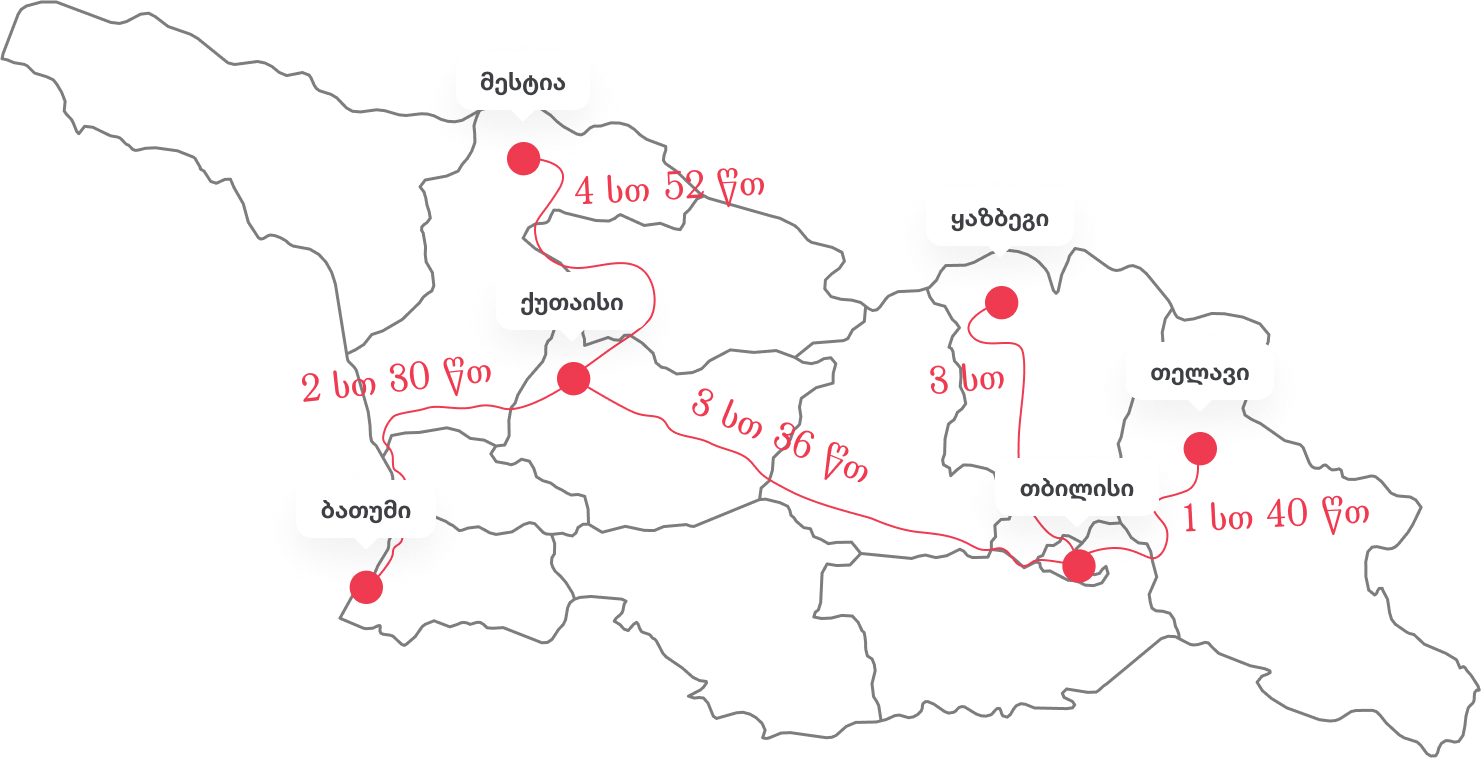 მესტია
4 სთ 52 წთ
ყაზბეგი
ქუთაისი
თელავი
2 სთ 30 წთ
3 სთ
3 სთ 36 წთ
თბილისი
ბათუმი
1 სთ 40 წთ